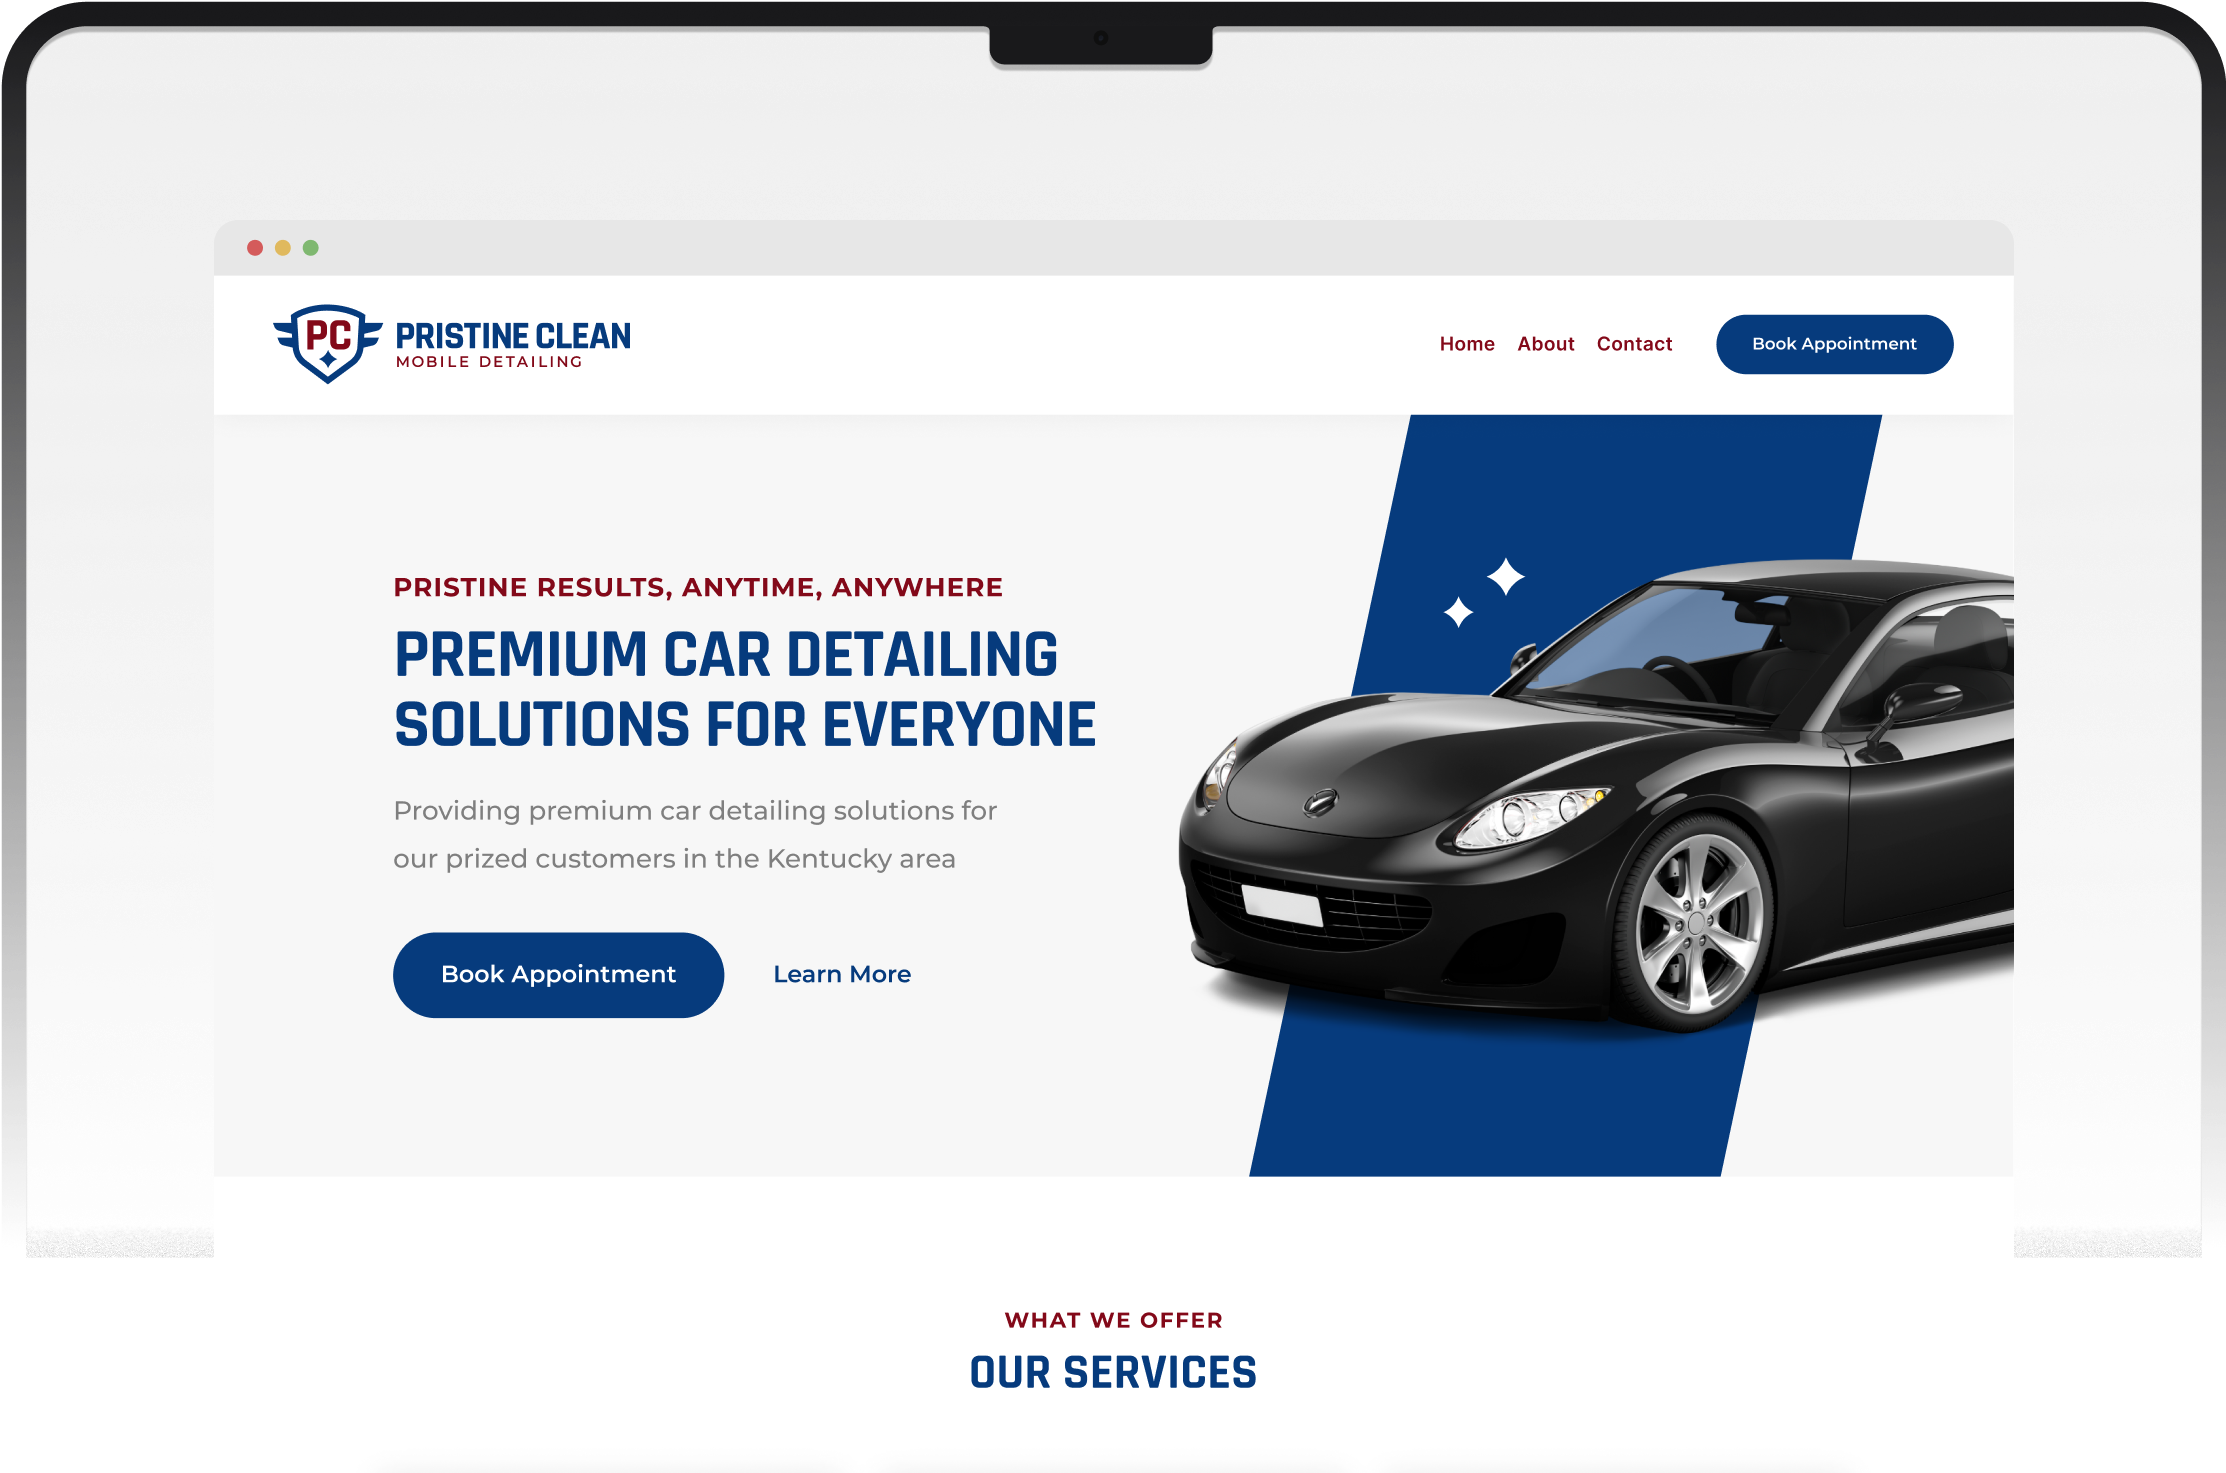 PC
PRISTINE CLEAN
MOBILE DETAILING
Home About Contact Book Appointment
PRISTINE RESULTS, ANYTIME, ANYWHERE
PREMIUM CAR DETAILING
SOLUTIONS FOR EVERYONE
Providing premium car detailing solutions for
our prized customers in the Kentucky area
Book Appointment Learn More
WHAT WE OFFER
OUR SERVICES